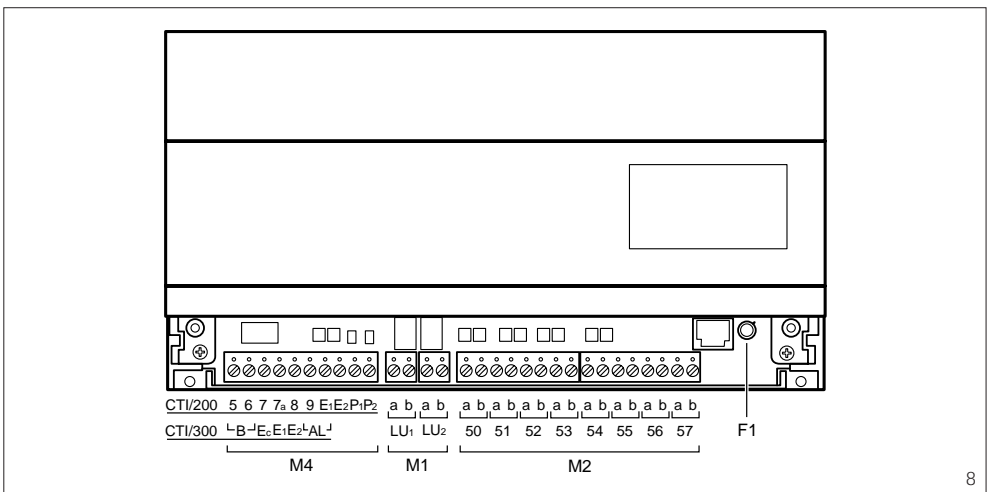 CTI/200 5 6 7 7a 8 9 E1 E2 P1 P2 a b a b a b a b a b a b a b a b a b a b
CTI/300 B Ec E1 E2 AL LU1 LU2 50 51 52 53 54 55 56 57 F1
M4 M1 M2
8